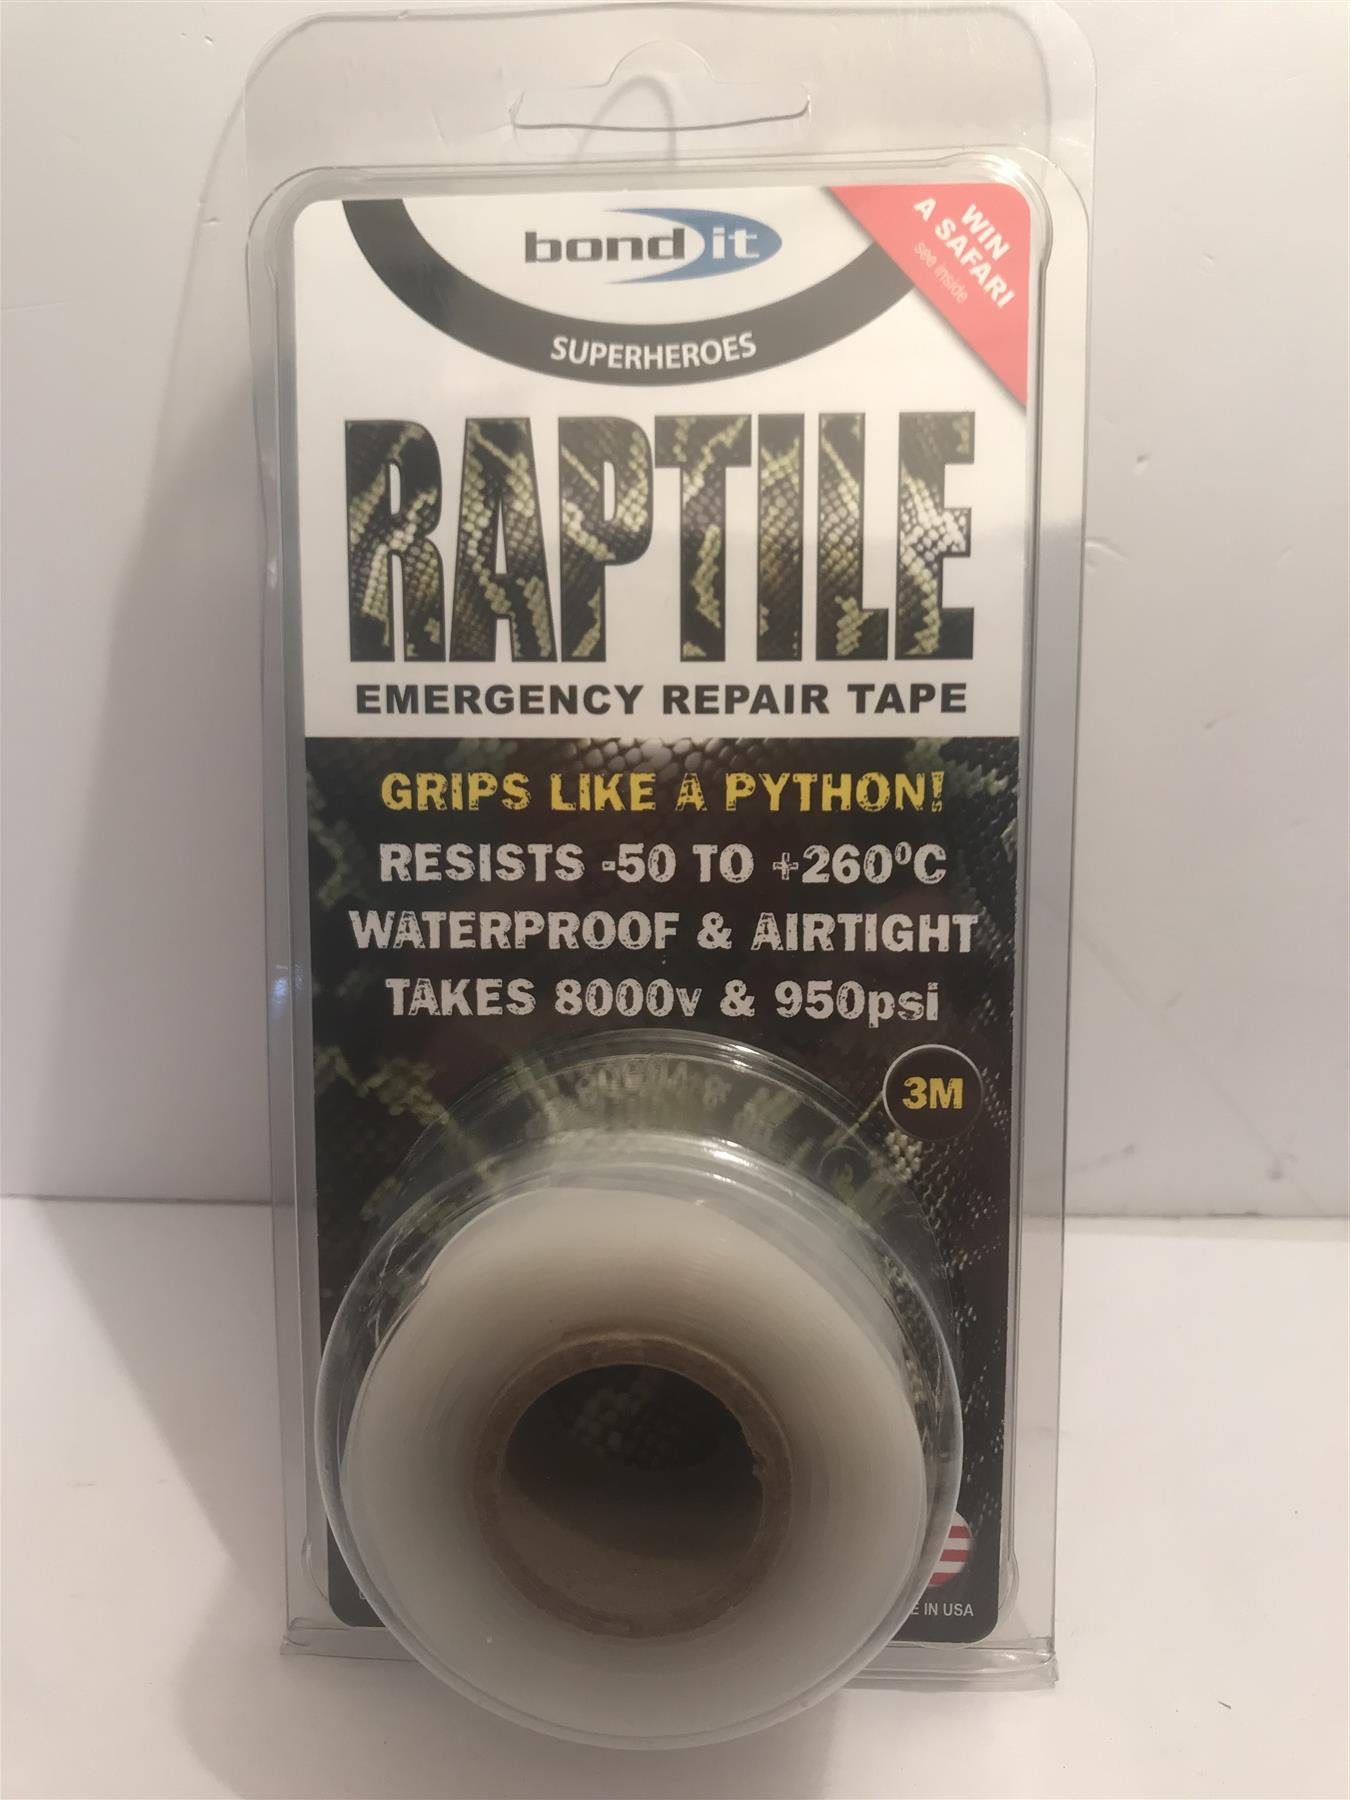 bond it
WIN
A SAFARI
see inside
SUPERHEROES
RAPTILE
EMERGENCY REPAIR TAPE
GRIPS LIKE A PYTHON!
RESISTS -50 TO +260⁰C
WATERPROOF & AIRTIGHT
TAKES 8000v & 950psi
3M
E IN USA